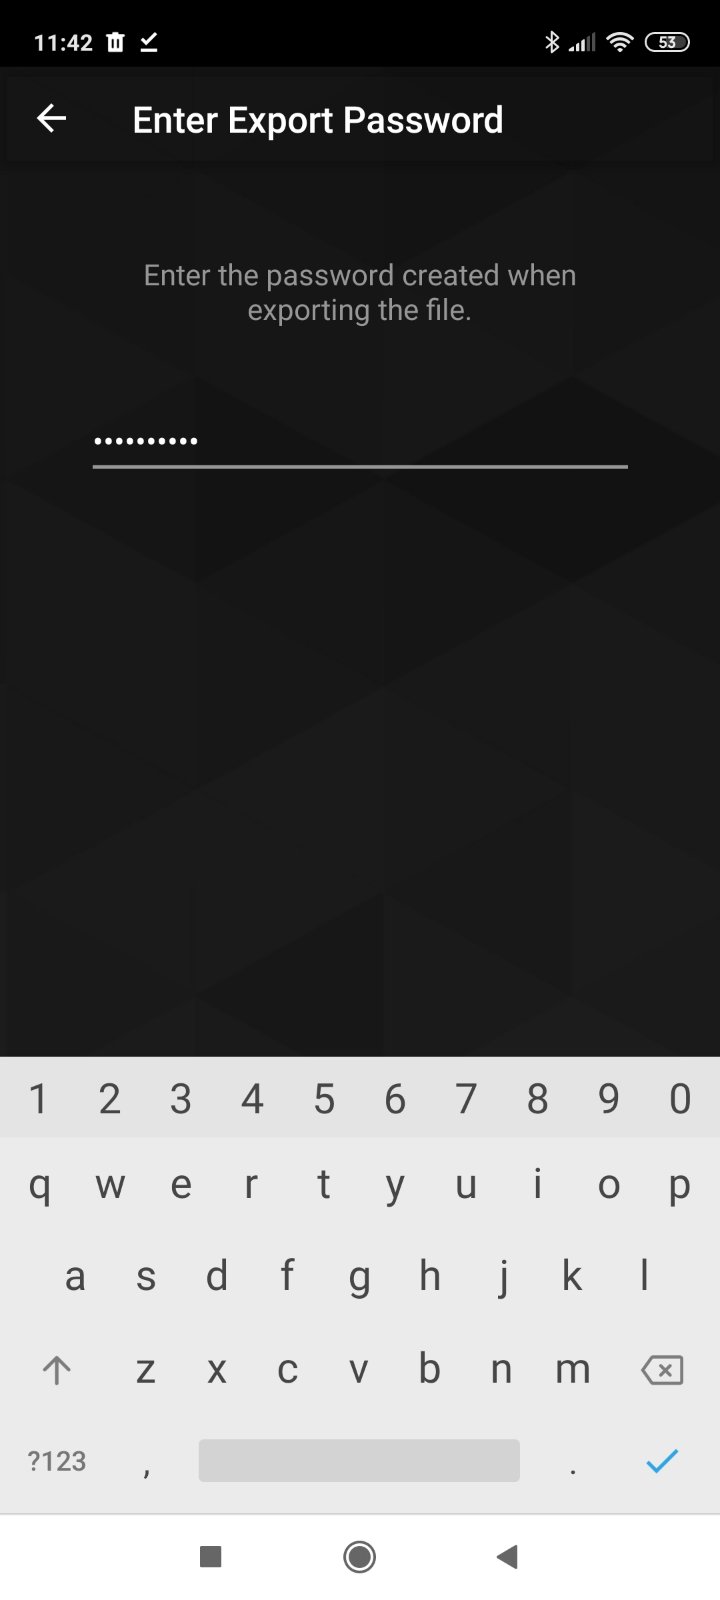 11:42
53
Enter Export Password
Enter the password created when
exporting the file.
••••••••••
1 2 3 4 5 6 7 8 9 0
q w e r t y u i o p
a s d f g h j k l
z x c v b n m
?123 , .